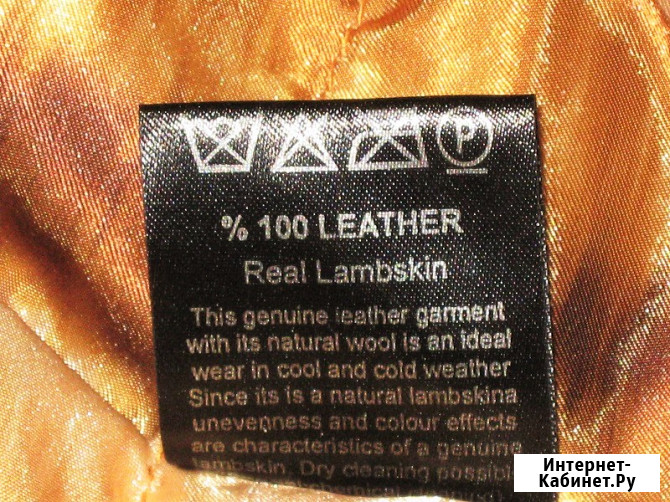 P
% 100 LEATHER
Real Lambskin
This genuine leather garment
with its natural wool is an ideal
wear in cool and cold weather
Since its is a natural lambskina
unevenness and colour effects
are characteristics of a genuine
lambskin. Dry cleaning possibl
Интернет-
Кабинет.Ру